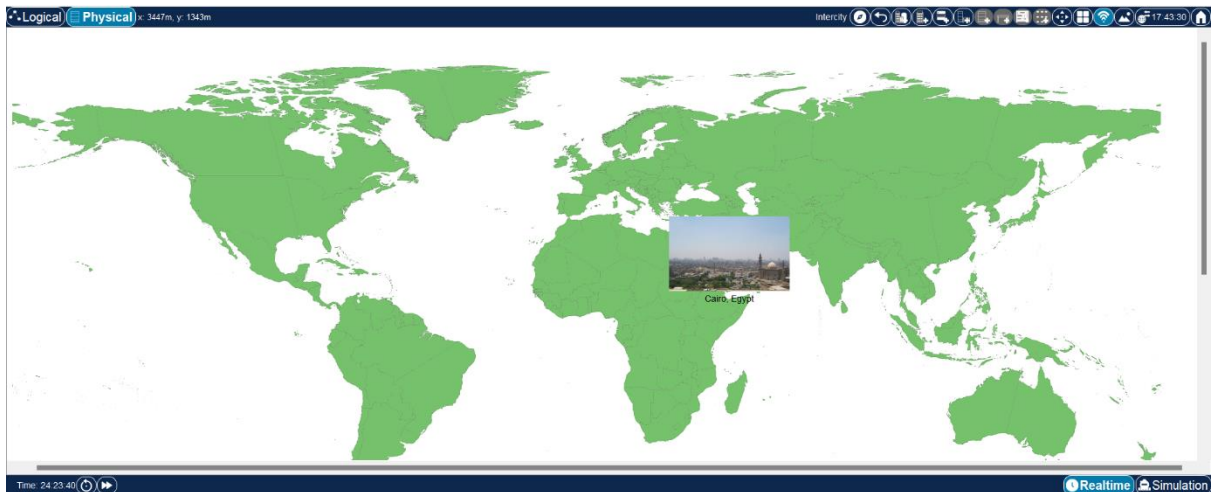 Logical Physical x: 3447m, y: 1343m Intercity 17.43.30
Cairo, Egypt
Time: 24:23:40 Realtime Simulation